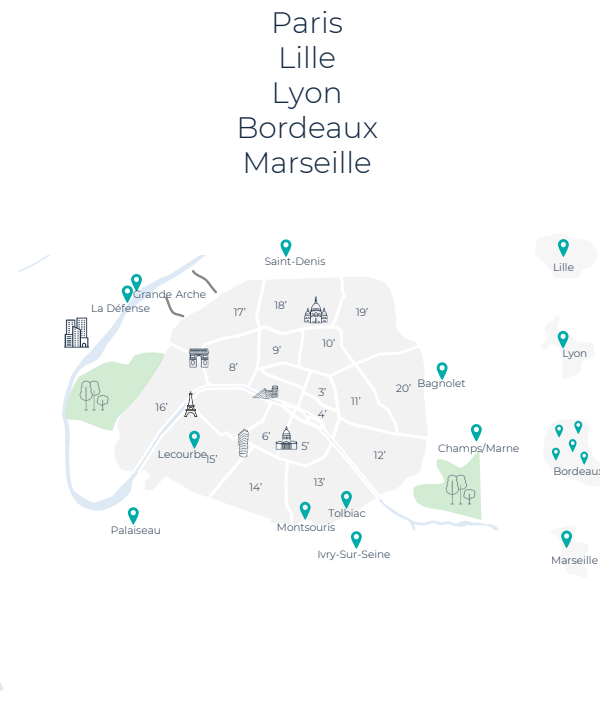 Paris
Lille
Lyon
Bordeaux
Marseille
Saint-Denis
Lille
Grande Arche
La Défense
17’
18’
19’
9’
10’
Lyon
8’
Bagnolet
20’
3’
11’
16’
4’
6’
5’
Champs/Marne
Lecourbe
15’
12’
Bordeaux
14’
13’
Tolbiac
Montsouris
Palaiseau
Ivry-Sur-Seine
Marseille